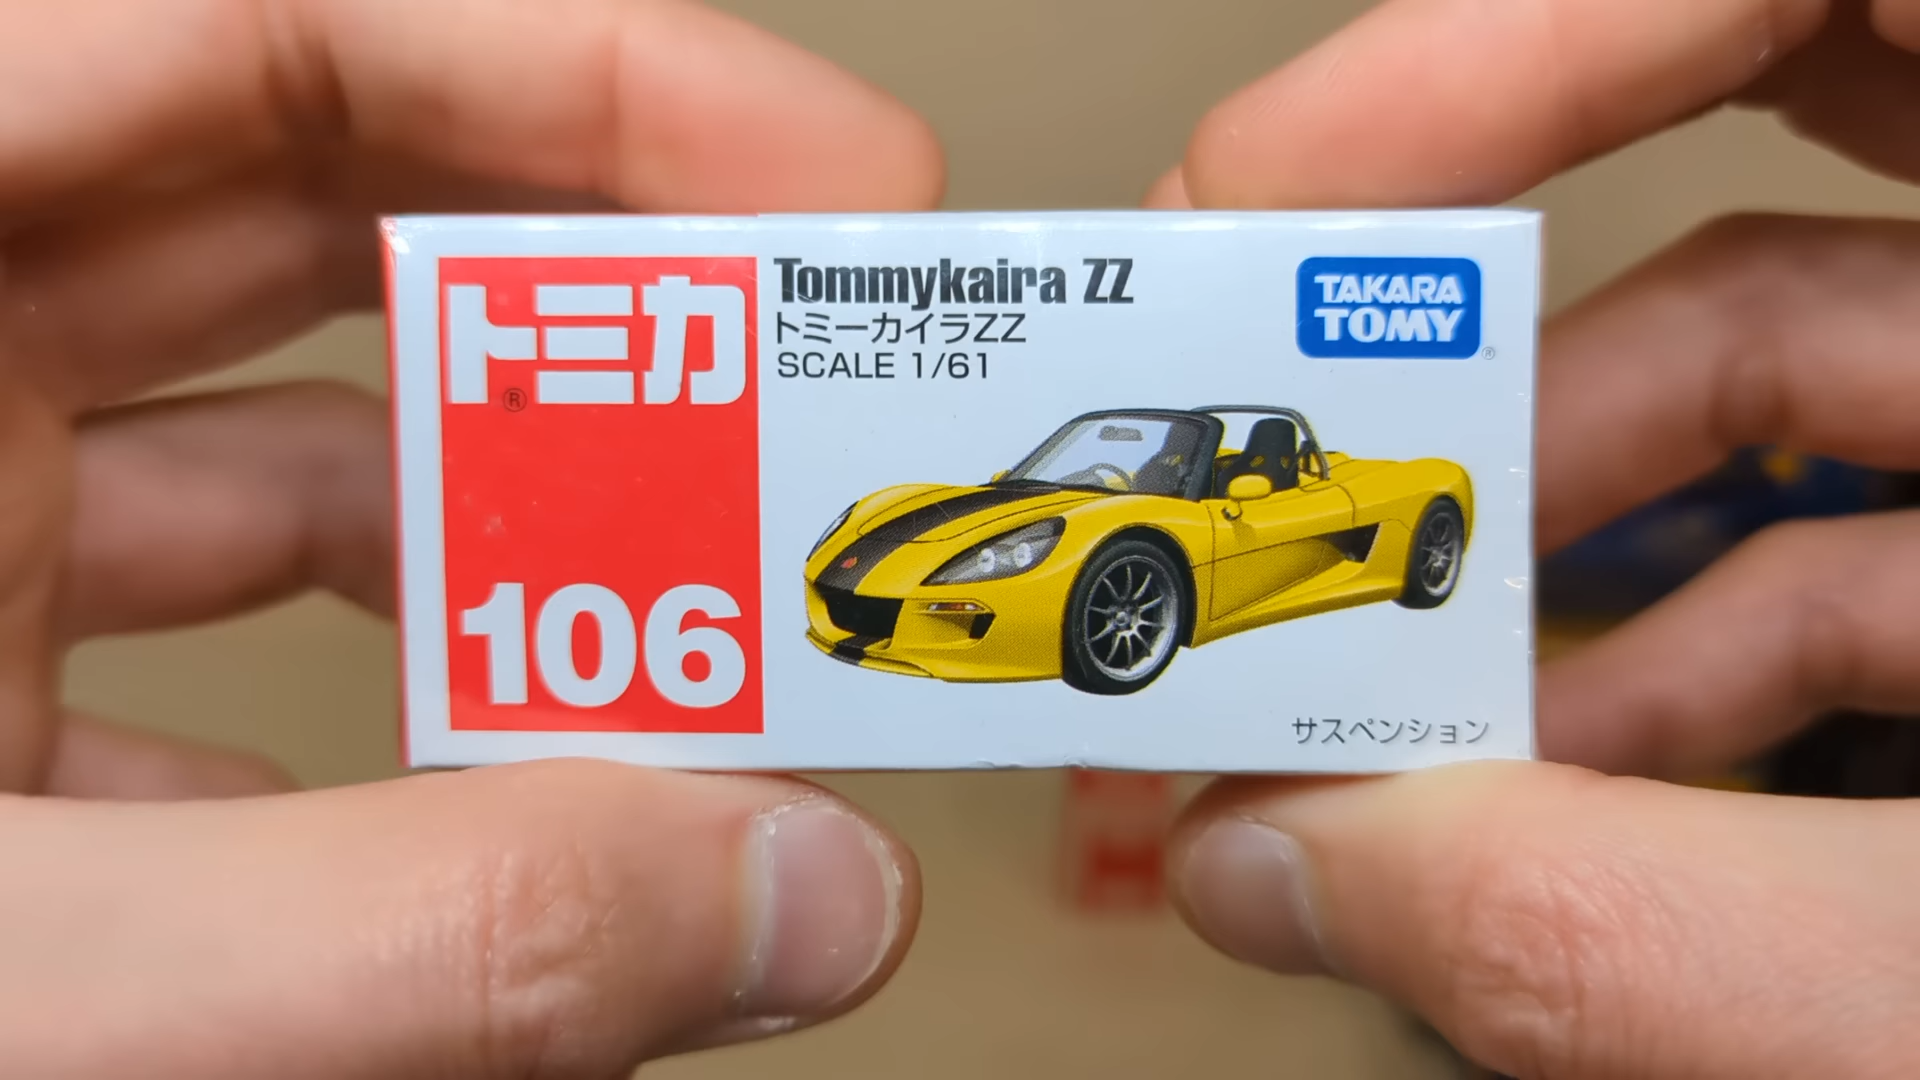 トミカ
®
106
Tommykaira ZZ
トミーカイラZZ
SCALE 1/61
TAKARA
TOMY
®
サスペンション